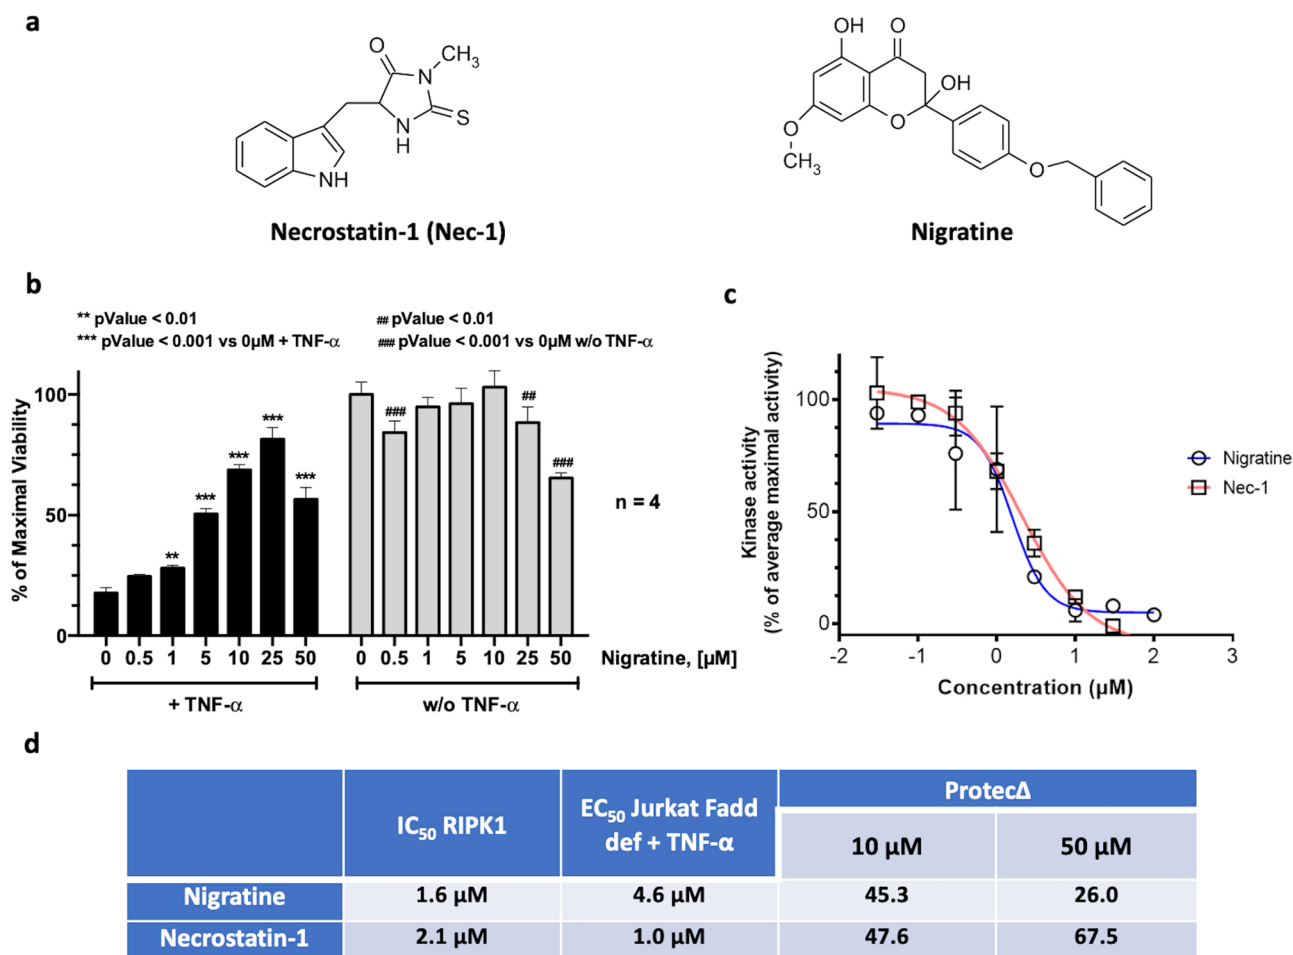 a
O
CH3
N
S
N
H
NH
Necrostatin-1 (Nec-1)
OH
O
OH
O
O
CH3
O
Nigratine
b
** pValue < 0.01
*** pValue < 0.001 vs 0µM + TNF-α
## pValue < 0.01
### pValue < 0.001 vs 0µM w/o TNF-α
% of Maximal Viability
100
50
0
**
***
***
***
***
###
##
###
n = 4
0 0.5 1 5 10 25 50
0 0.5 1 5 10 25 50
Nigratine, [µM]
+ TNF-α
w/o TNF-α
c
Kinase activity
(% of average maximal activity)
100
50
0
-2 -1 0 1 2 3
Concentration (µM)
Nigratine
Nec-1
d
IC50 RIPK1
EC50 Jurkat Fadd
def + TNF-α
ProtecΔ
10 µM
50 µM
Nigratine 1.6 µM 4.6 µM 45.3 26.0
Necrostatin-1 2.1 µM 1.0 µM 47.6 67.5